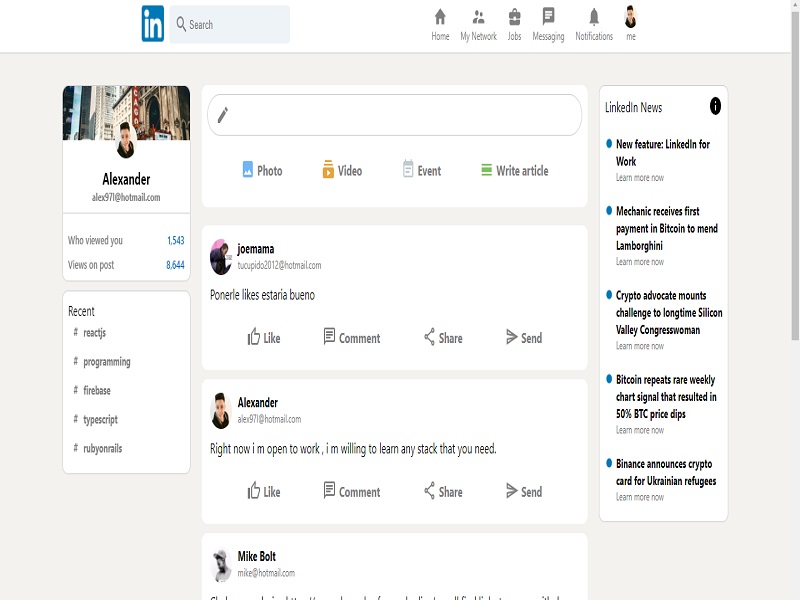 in
Search
Home
My Network
Jobs
Messaging
Notifications
me
CAGO
Alexander
alex97l@hotmail.com
Who viewed you 1,543
Views on post 8,644
Recent
# reactjs
# programming
# firebase
# typescript
# rubyonrails
Photo
Video
Event
Write article
joemama
tucupido2012@hotmail.com
Ponerle likes estaria bueno
Like Comment Share Send
Alexander
alex97l@hotmail.com
Right now i m open to work , i m willing to learn any stack that you need.
Like Comment Share Send
Mike Bolt
mike@hotmail.com
LinkedIn News
New feature: LinkedIn for
Work
Learn more now
Mechanic receives first
payment in Bitcoin to mend
Lamborghini
Learn more now
Crypto advocate mounts
challenge to longtime Silicon
Valley Congresswoman
Learn more now
Bitcoin repeats rare weekly
chart signal that resulted in
50% BTC price dips
Learn more now
Binance announces crypto
card for Ukrainian refugees
Learn more now